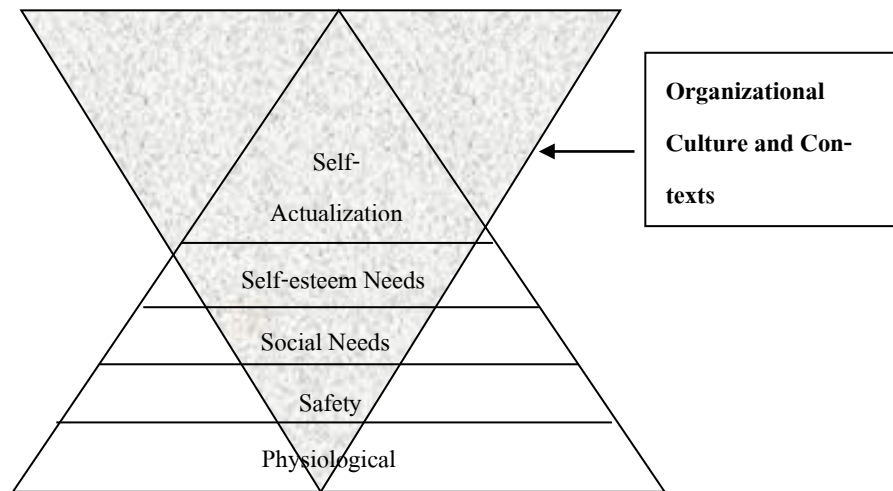 Organizational
Culture and Con-
texts
Self-
Actualization
Self-esteem Needs
Social Needs
Safety
Physiological